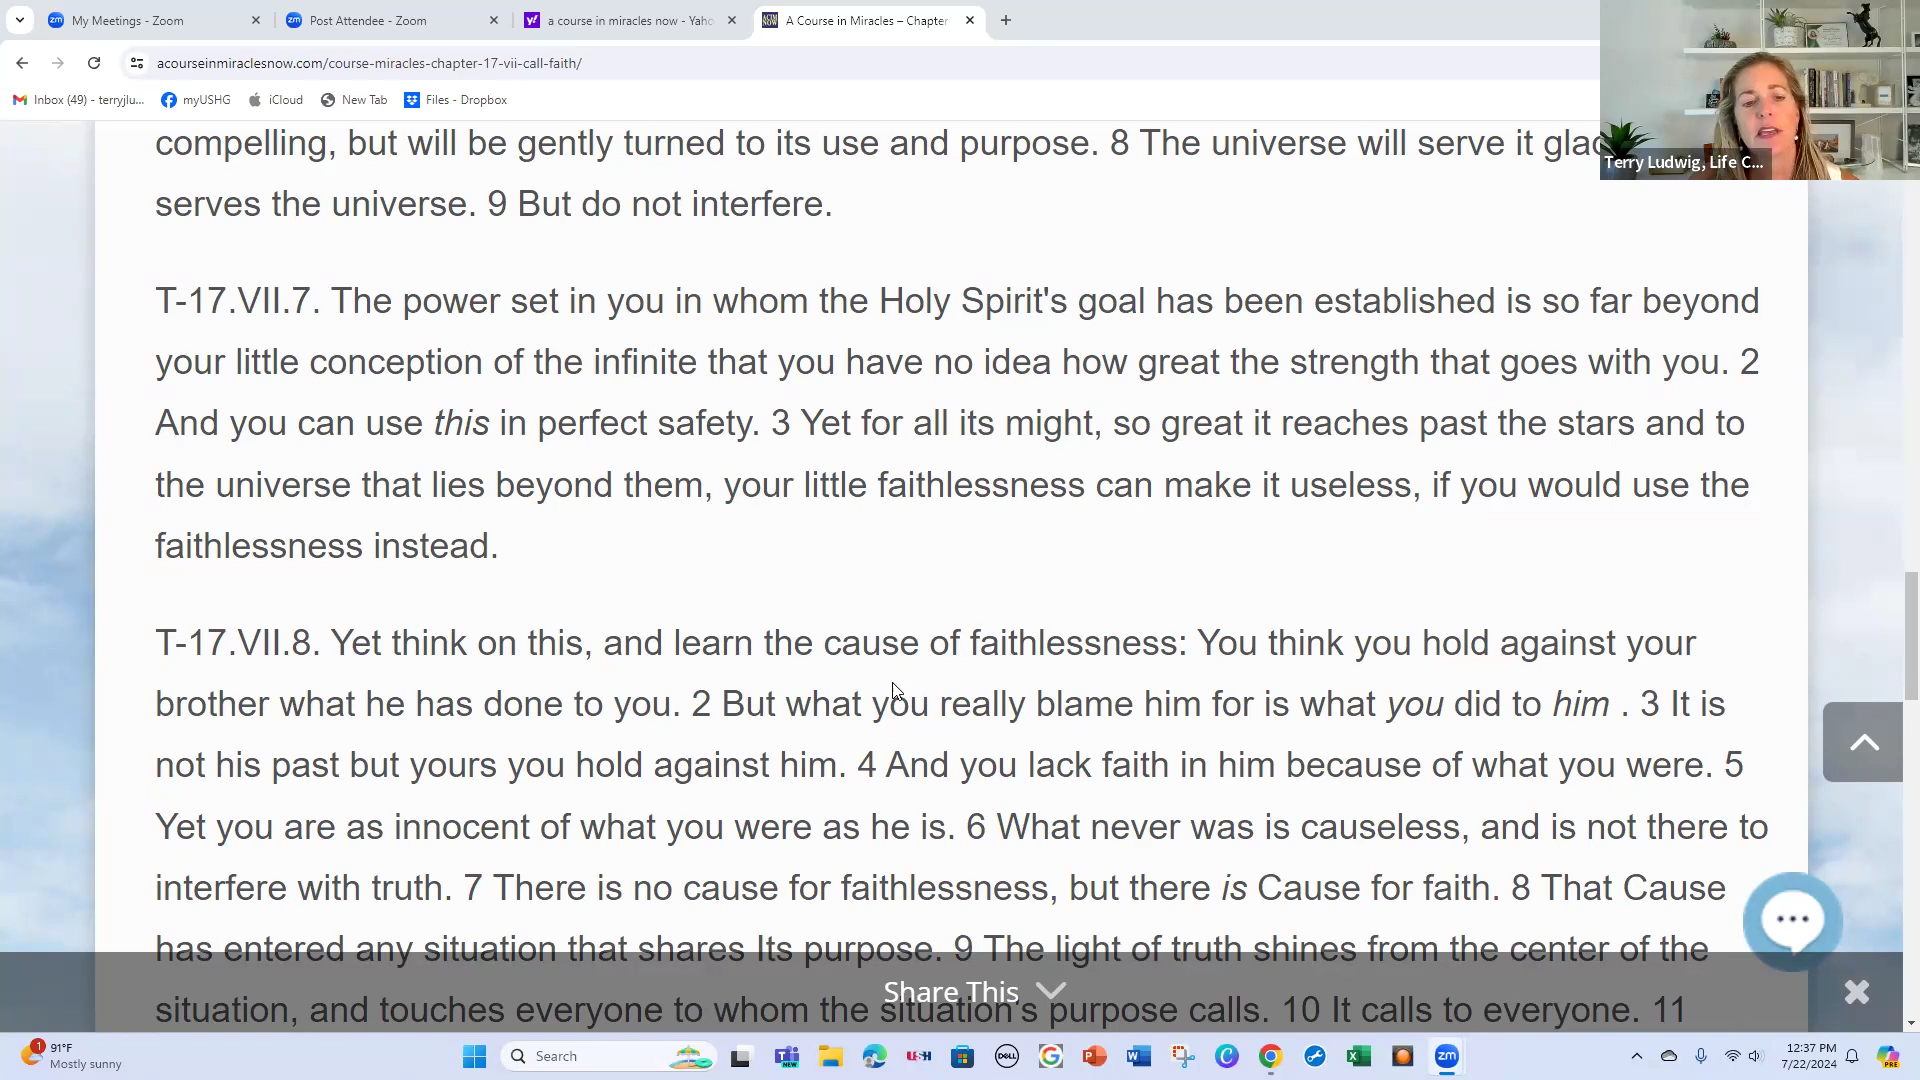 My Meetings - Zoom
Post Attendee - Zoom
a course in miracles now - Yaho
A Course in Miracles – Chapter
acourseinmiraclesnow.com/course-miracles-chapter-17-vii-call-faith/
Inbox (49) - terryjlu...
myUSHG
iCloud
New Tab
Files - Dropbox
Terry Ludwig, Life C...
compelling, but will be gently turned to its use and purpose. 8 The universe will serve it
serves the universe. 9 But do not interfere.
T-17.VII.7. The power set in you in whom the Holy Spirit's goal has been established is so far beyond
your little conception of the infinite that you have no idea how great the strength that goes with you. 2
And you can use this in perfect safety. 3 Yet for all its might, so great it reaches past the stars and to
the universe that lies beyond them, your little faithlessness can make it useless, if you would use the
faithlessness instead.
T-17.VII.8. Yet think on this, and learn the cause of faithlessness: You think you hold against your
brother what he has done to you. 2 But what you really blame him for is what you did to him . 3 It is
not his past but yours you hold against him. 4 And you lack faith in him because of what you were. 5
Yet you are as innocent of what you were as he is. 6 What never was is causeless, and is not there to
interfere with truth. 7 There is no cause for faithlessness, but there is Cause for faith. 8 That Cause
has entered any situation that shares Its purpose. 9 The light of truth shines from the center of the
situation, and touches everyone to whom the situation's purpose calls. 10 It calls to everyone. 11
Share This
1
91°F
Mostly sunny
Search
NEW
USH
DELL
zm
12:37 PM
7/22/2024
PRE